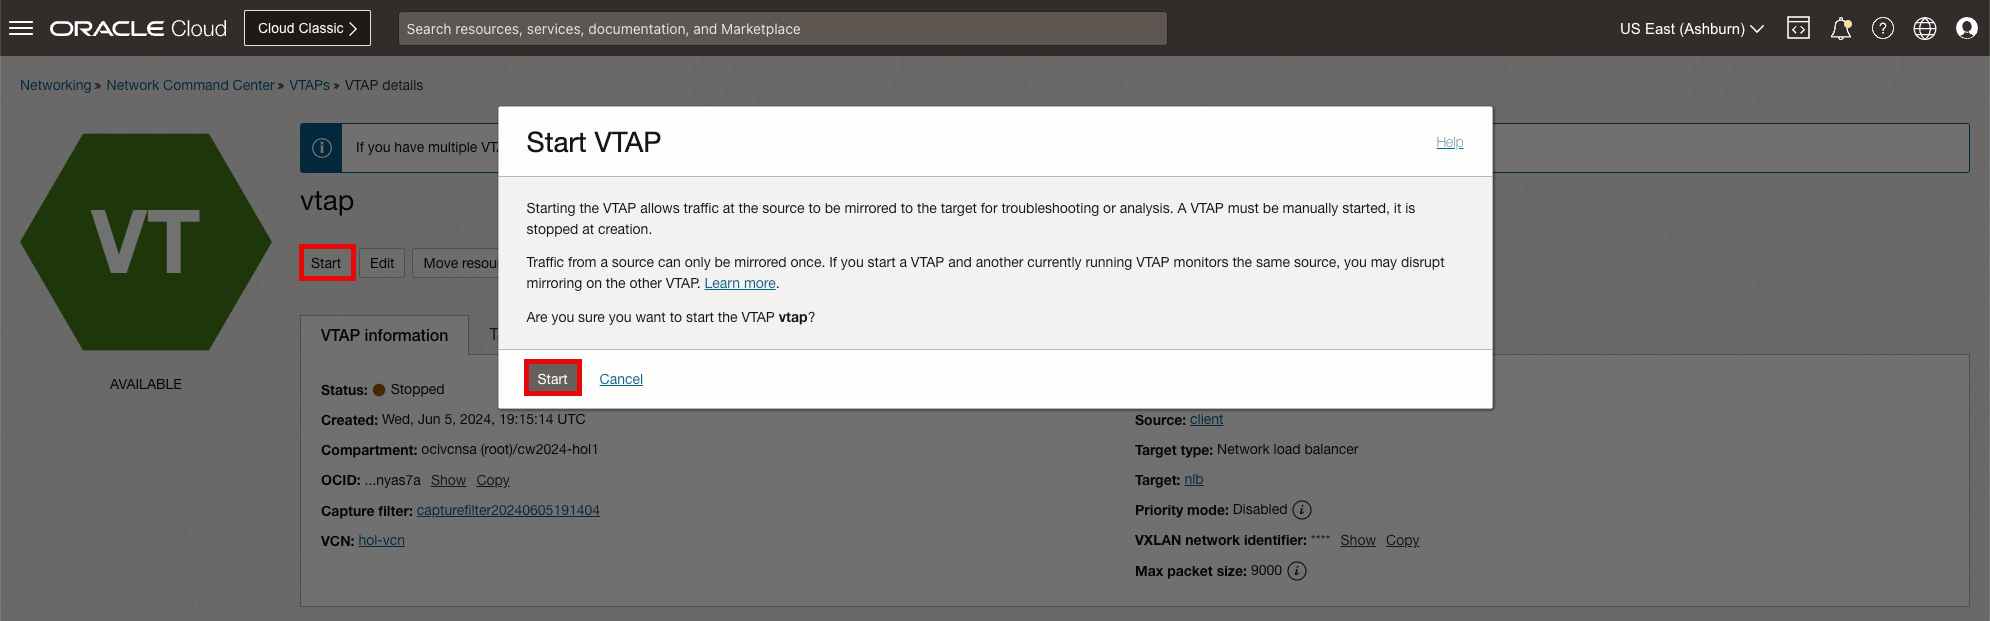 ORACLE Cloud
Cloud Classic
Search resources, services, documentation, and Marketplace
US East (Ashburn)
Networking » Network Command Center » VTAPs » VTAP details
VT
AVAILABLE
If you have multiple VT
vtap
Start
Edit
Move resou
VTAP information
T
Status: Stopped
Created: Wed, Jun 5, 2024, 19:15:14 UTC
Compartment: ocivcnsa (root)/cw2024-hol1
OCID: ...nyas7a Show Copy
Capture filter: capturefilter20240605191404
VCN: hol-vcn
Source: client
Target type: Network load balancer
Target: nlb
Priority mode: Disabled
VXLAN network identifier: **** Show Copy
Max packet size: 9000
Start VTAP
Help
Starting the VTAP allows traffic at the source to be mirrored to the target for troubleshooting or analysis. A VTAP must be manually started, it is
stopped at creation.
Traffic from a source can only be mirrored once. If you start a VTAP and another currently running VTAP monitors the same source, you may disrupt
mirroring on the other VTAP. Learn more.
Are you sure you want to start the VTAP vtap?
Start
Cancel